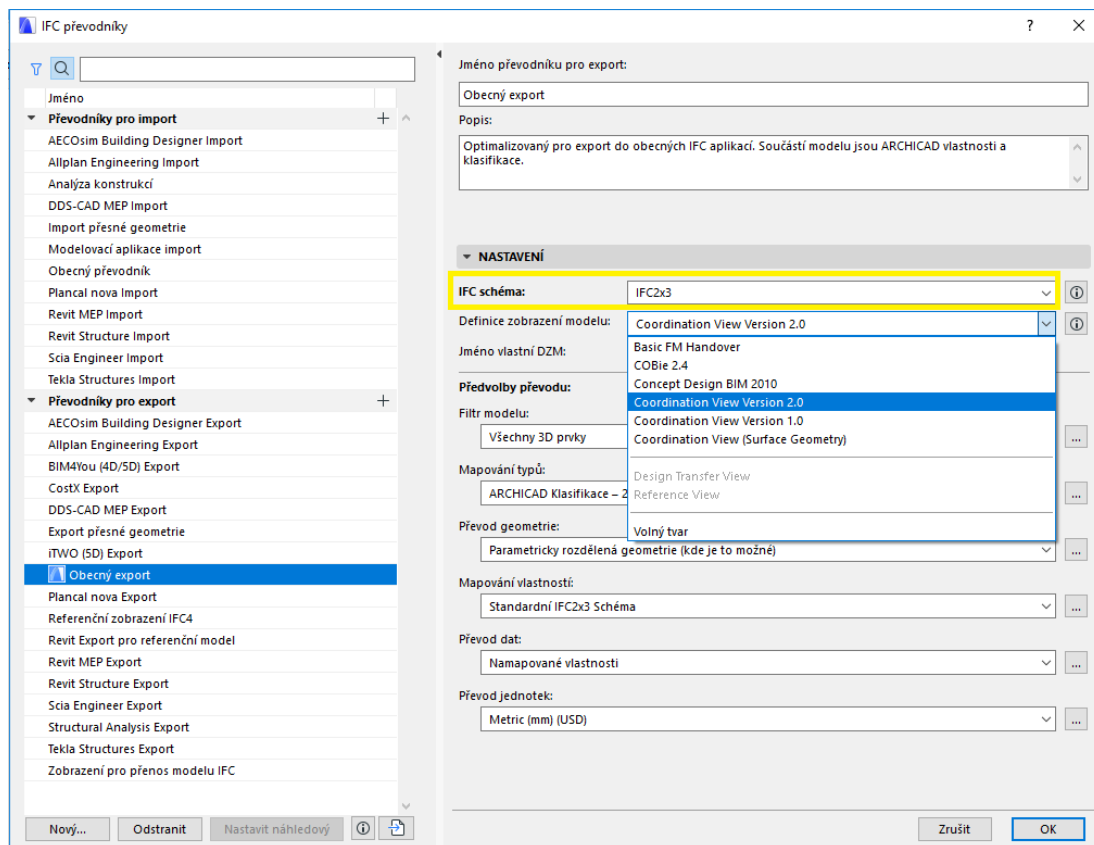 IFC převodníky
?
Jméno
Převodníky pro import
AECOsim Building Designer Import
Allplan Engineering Import
Analýza konstrukcí
DDS-CAD MEP Import
Import přesné geometrie
Modelovací aplikace import
Obecný převodník
Plancal nova Import
Revit MEP Import
Revit Structure Import
Scia Engineer Import
Tekla Structures Import
Převodníky pro export
AECOsim Building Designer Export
Allplan Engineering Export
BIM4You (4D/5D) Export
CostX Export
DDS-CAD MEP Export
Export přesné geometrie
iTWO (5D) Export
Obecný export
Plancal nova Export
Referenční zobrazení IFC4
Revit Export pro referenční model
Revit MEP Export
Revit Structure Export
Scia Engineer Export
Structural Analysis Export
Tekla Structures Export
Zobrazení pro přenos modelu IFC
Nový...
Odstranit
Nastavit náhledový
Jméno převodníku pro export:
Obecný export
Popis:
Optimalizovaný pro export do obecných IFC aplikací. Součástí modelu jsou ARCHICAD vlastnosti a
klasifikace.
NASTAVENÍ
IFC schéma: IFC2x3
Definice zobrazení modelu: Coordination View Version 2.0
Basic FM Handover
Jméno vlastní DZM:
COBie 2.4
Concept Design BIM 2010
Coordination View Version 2.0
Coordination View Version 1.0
Coordination View (Surface Geometry)
Design Transfer View
Reference View
Volný tvar
Předvolby převodu:
Filtr modelu:
Všechny 3D prvky
...
Mapování typů:
ARCHICAD Klasifikace – 2
...
Převod geometrie:
Parametricky rozdělená geometrie (kde je to možné)
...
Mapování vlastností:
Standardní IFC2x3 Schéma
...
Převod dat:
Namapované vlastnosti
...
Převod jednotek:
Metric (mm) (USD)
...
Zrušit
OK